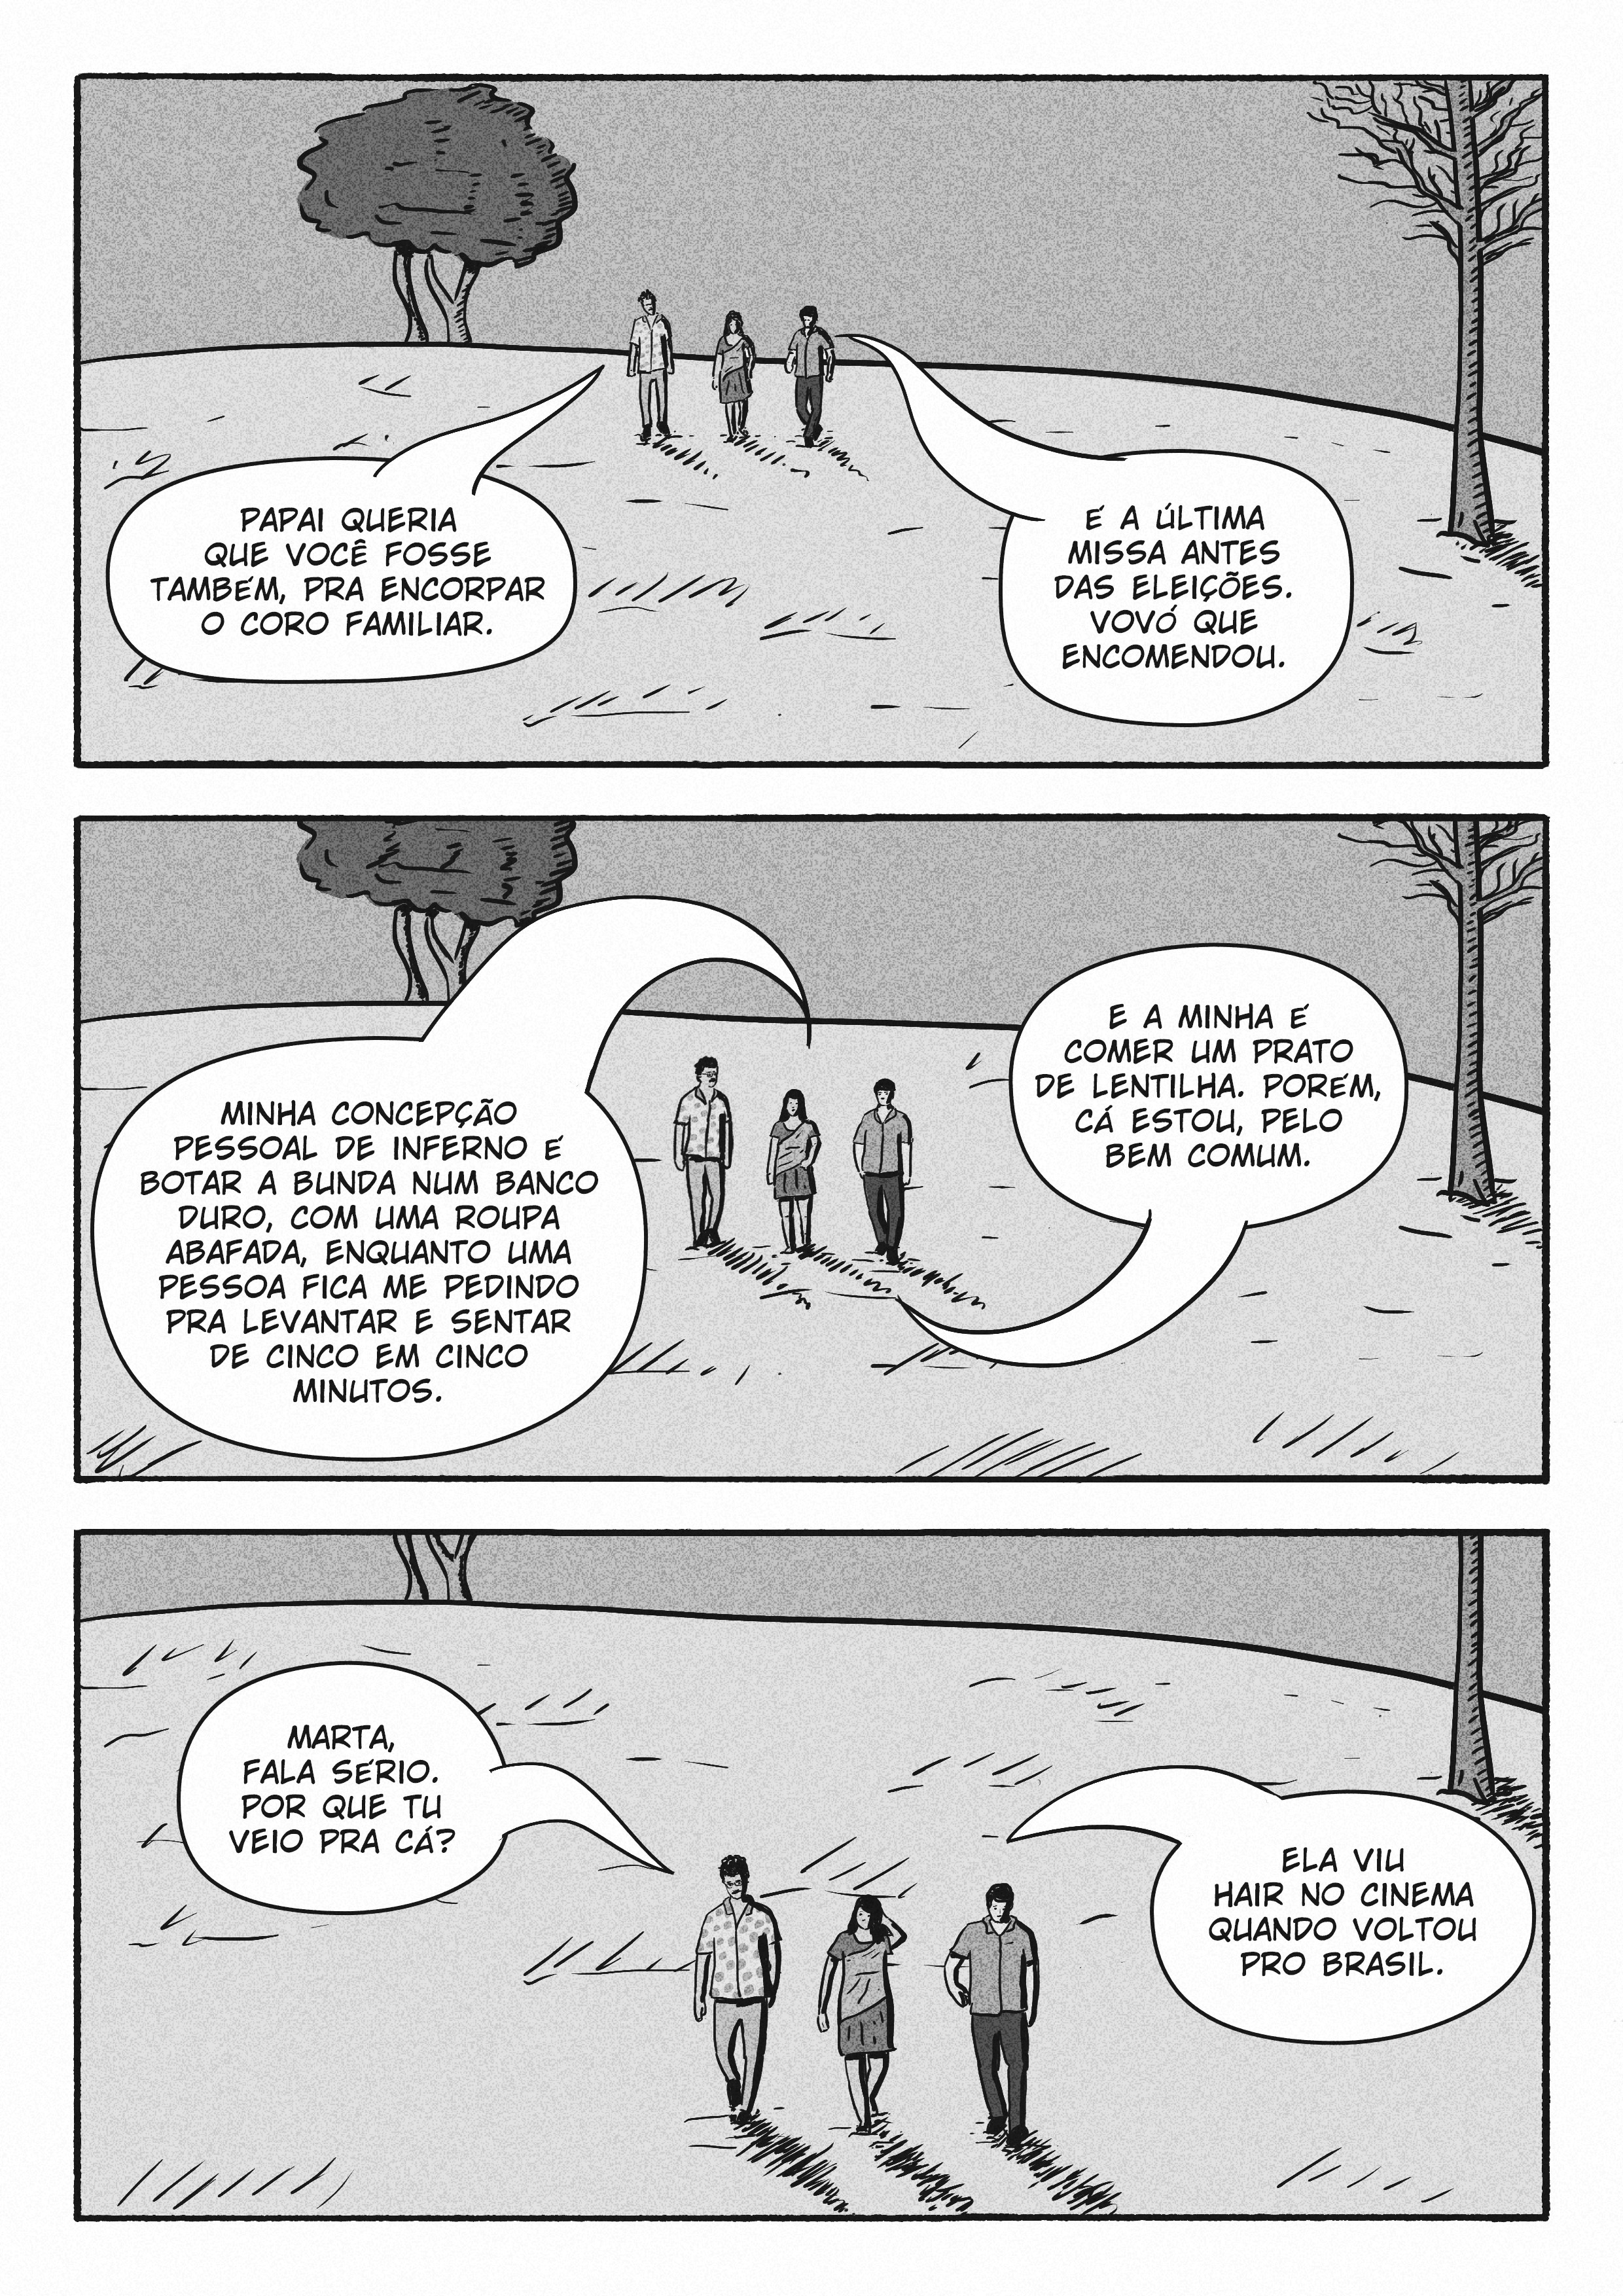 PAPAI QUERIA
QUE VOCÊ FOSSE
TAMBÉM, PRA ENCORPAR
O CORO FAMILIAR.
É A ÚLTIMA
MISSA ANTES
DAS ELEIÇÕES.
VOVÓ QUE
ENCOMENDOU.
MINHA CONCEPÇÃO
PESSOAL DE INFERNO É
BOTAR A BUNDA NUM BANCO
DURO, COM UMA ROUPA
ABAFADA, ENQUANTO UMA
PESSOA FICA ME PEDINDO
PRA LEVANTAR E SENTAR
DE CINCO EM CINCO
MINUTOS.
E A MINHA É
COMER UM PRATO
DE LENTILHA. PORÉM,
CÁ ESTOU, PELO
BEM COMUM.
MARTA,
FALA SÉRIO.
POR QUE TU
VEIO PRA CÁ?
ELA VIU
HAIR NO CINEMA
QUANDO VOLTOU
PRO BRASIL.